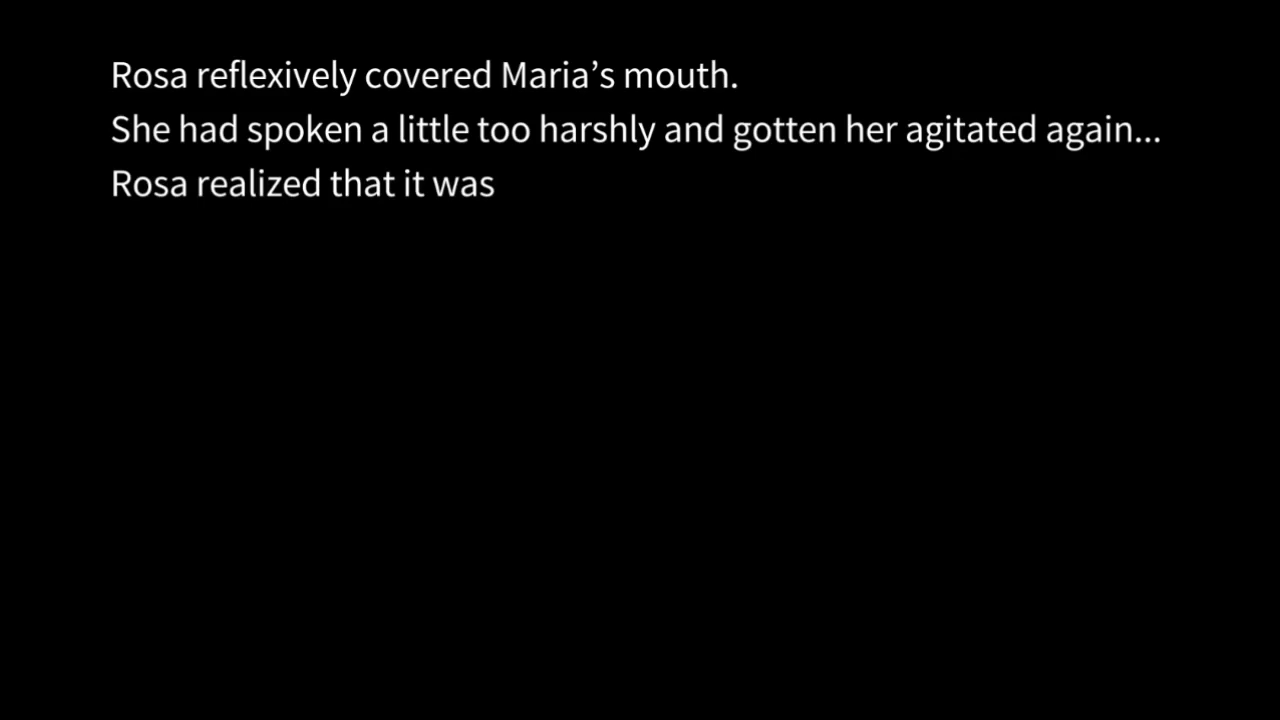 Rosa reflexively covered Maria’s mouth.
She had spoken a little too harshly and gotten her agitated again...
Rosa realized that it was